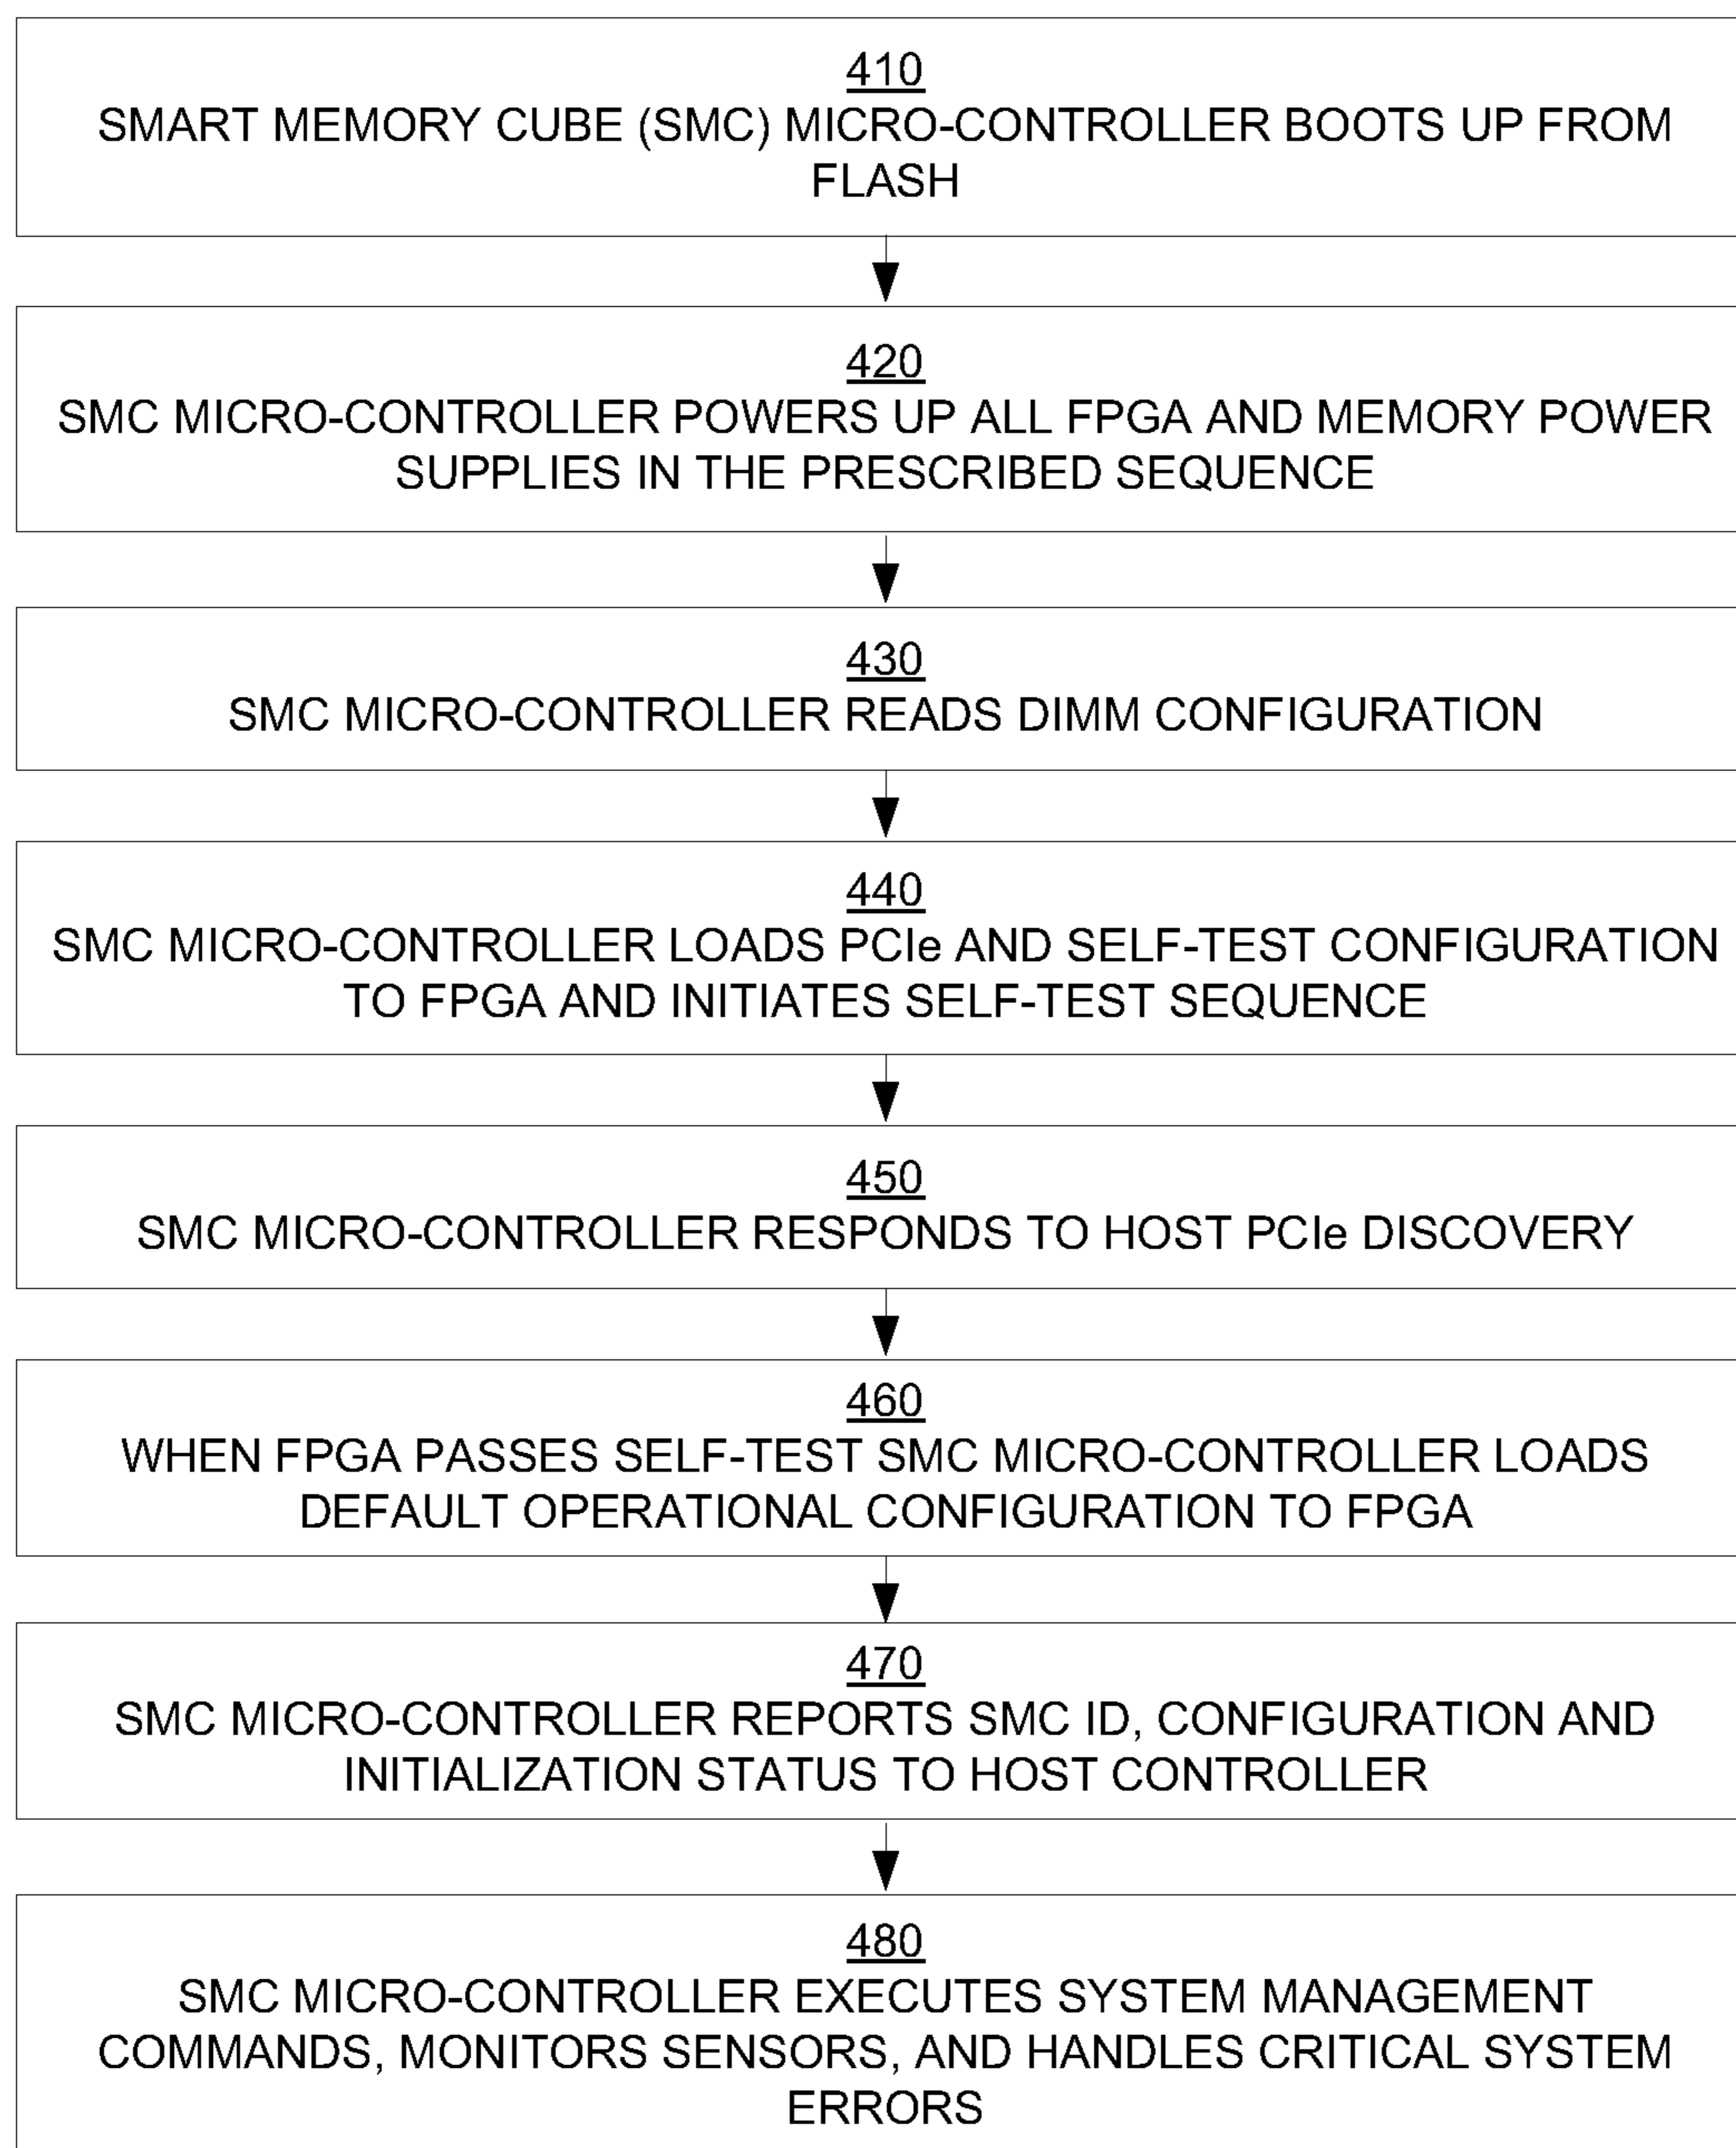 410
SMART MEMORY CUBE (SMC) MICRO-CONTROLLER BOOTS UP FROM
FLASH
420
SMC MICRO-CONTROLLER POWERS UP ALL FPGA AND MEMORY POWER
SUPPLIES IN THE PRESCRIBED SEQUENCE
430
SMC MICRO-CONTROLLER READS DIMM CONFIGURATION
440
SMC MICRO-CONTROLLER LOADS PCIe AND SELF-TEST CONFIGURATION
TO FPGA AND INITIATES SELF-TEST SEQUENCE
450
SMC MICRO-CONTROLLER RESPONDS TO HOST PCIe DISCOVERY
460
WHEN FPGA PASSES SELF-TEST SMC MICRO-CONTROLLER LOADS
DEFAULT OPERATIONAL CONFIGURATION TO FPGA
470
SMC MICRO-CONTROLLER REPORTS SMC ID, CONFIGURATION AND
INITIALIZATION STATUS TO HOST CONTROLLER
480
SMC MICRO-CONTROLLER EXECUTES SYSTEM MANAGEMENT
COMMANDS, MONITORS SENSORS, AND HANDLES CRITICAL SYSTEM
ERRORS